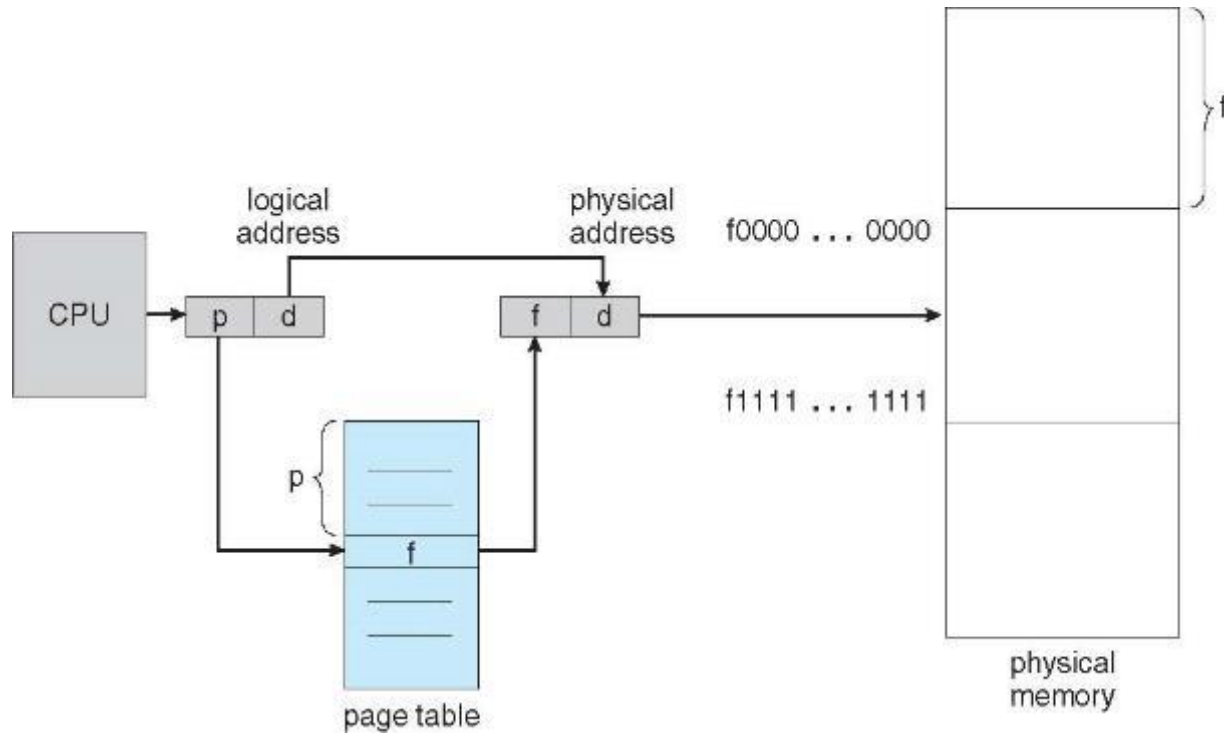 logical
address
physical
address
f
f0000 ... 0000
CPU
p
d
f
d
f1111 ... 1111
p
f
page table
physical
memory